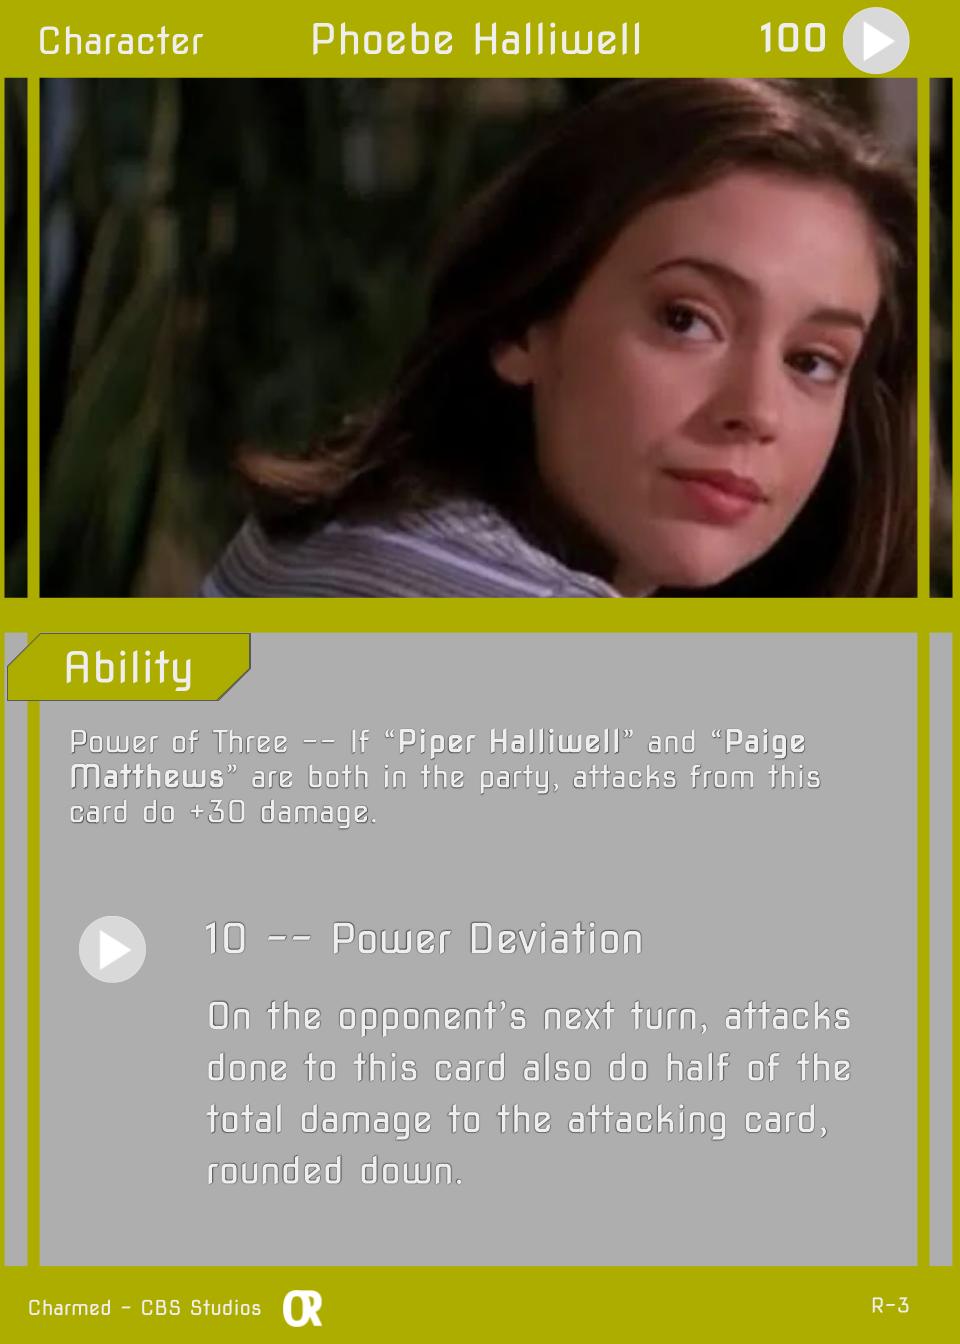 Character Phoebe Halliwell 100
Ability
Power of Three -- If “Piper Halliwell” and “Paige
Matthews” are both in the party, attacks from this
card do +30 damage.
10 -- Power Deviation
On the opponent’s next turn, attacks
done to this card also do half of the
total damage to the attacking card,
rounded down.
Charmed - CBS Studios OR R-3